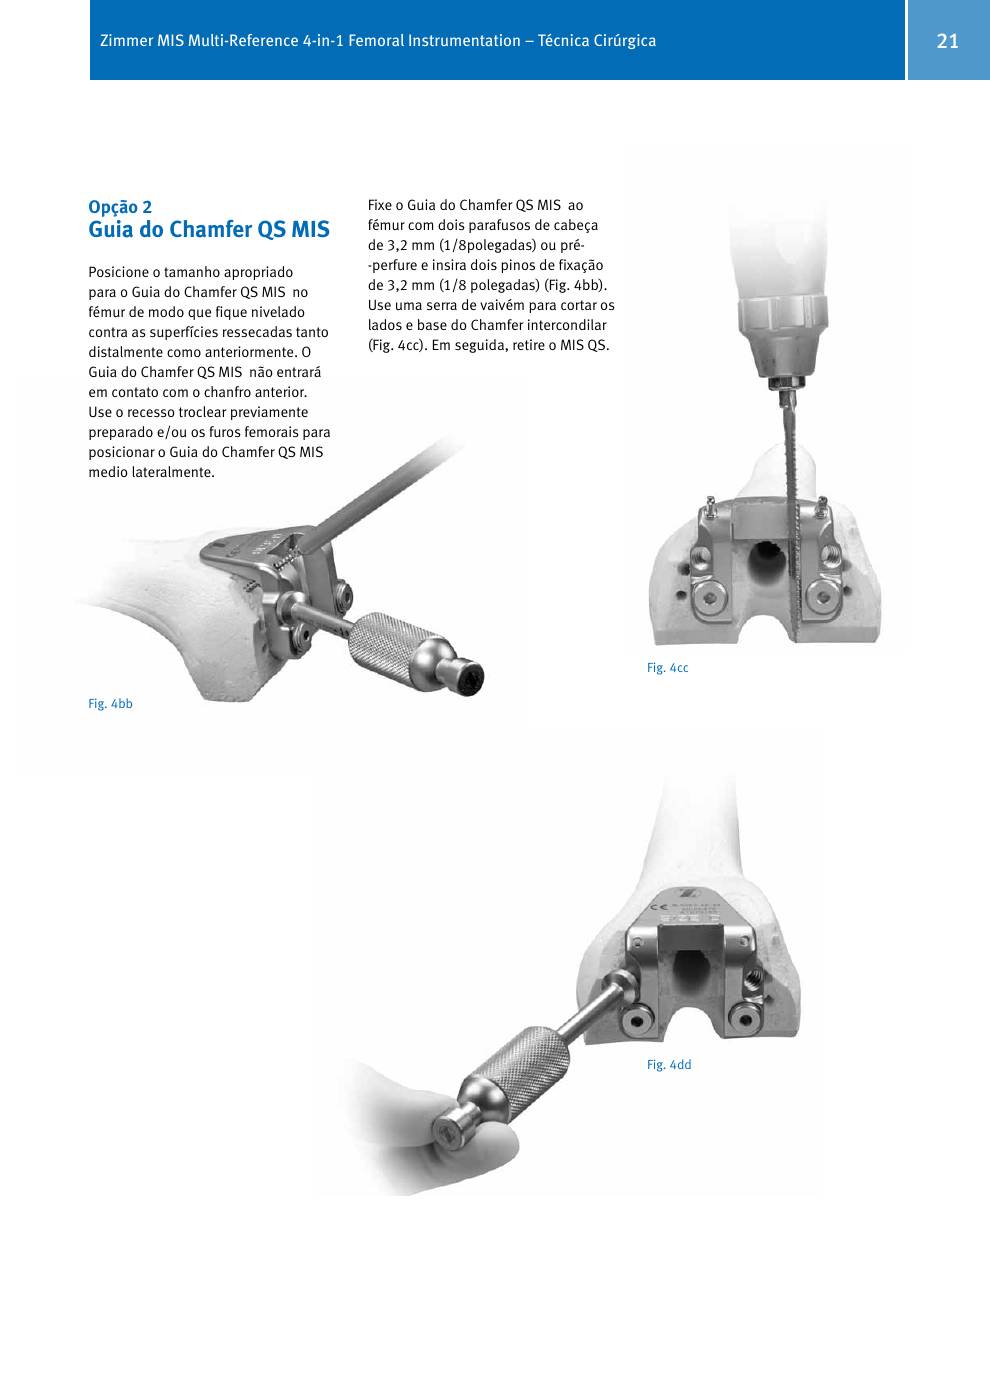 Zimmer MIS Multi-Reference 4-in-1 Femoral Instrumentation – Técnica Cirúrgica
21
Opção 2
Guia do Chamfer QS MIS
Posicione o tamanho apropriado
para o Guia do Chamfer QS MIS no
fémur de modo que fique nivelado
contra as superfícies ressecadas tanto
distalmente como anteriormente. O
Guia do Chamfer QS MIS não entrará
em contato com o chanfro anterior.
Use o recesso troclear previamente
preparado e/ou os furos femorais para
posicionar o Guia do Chamfer QS MIS
medio lateralmente.
Fixe o Guia do Chamfer QS MIS ao
fémur com dois parafusos de cabeça
de 3,2 mm (1/8polegadas) ou pré-
-perfure e insira dois pinos de fixação
de 3,2 mm (1/8 polegadas) (Fig. 4bb).
Use uma serra de vaivém para cortar os
lados e base do Chamfer intercondilar
(Fig. 4cc). Em seguida, retire o MIS QS.
Fig. 4cc
Fig. 4bb
CE
Fig. 4dd